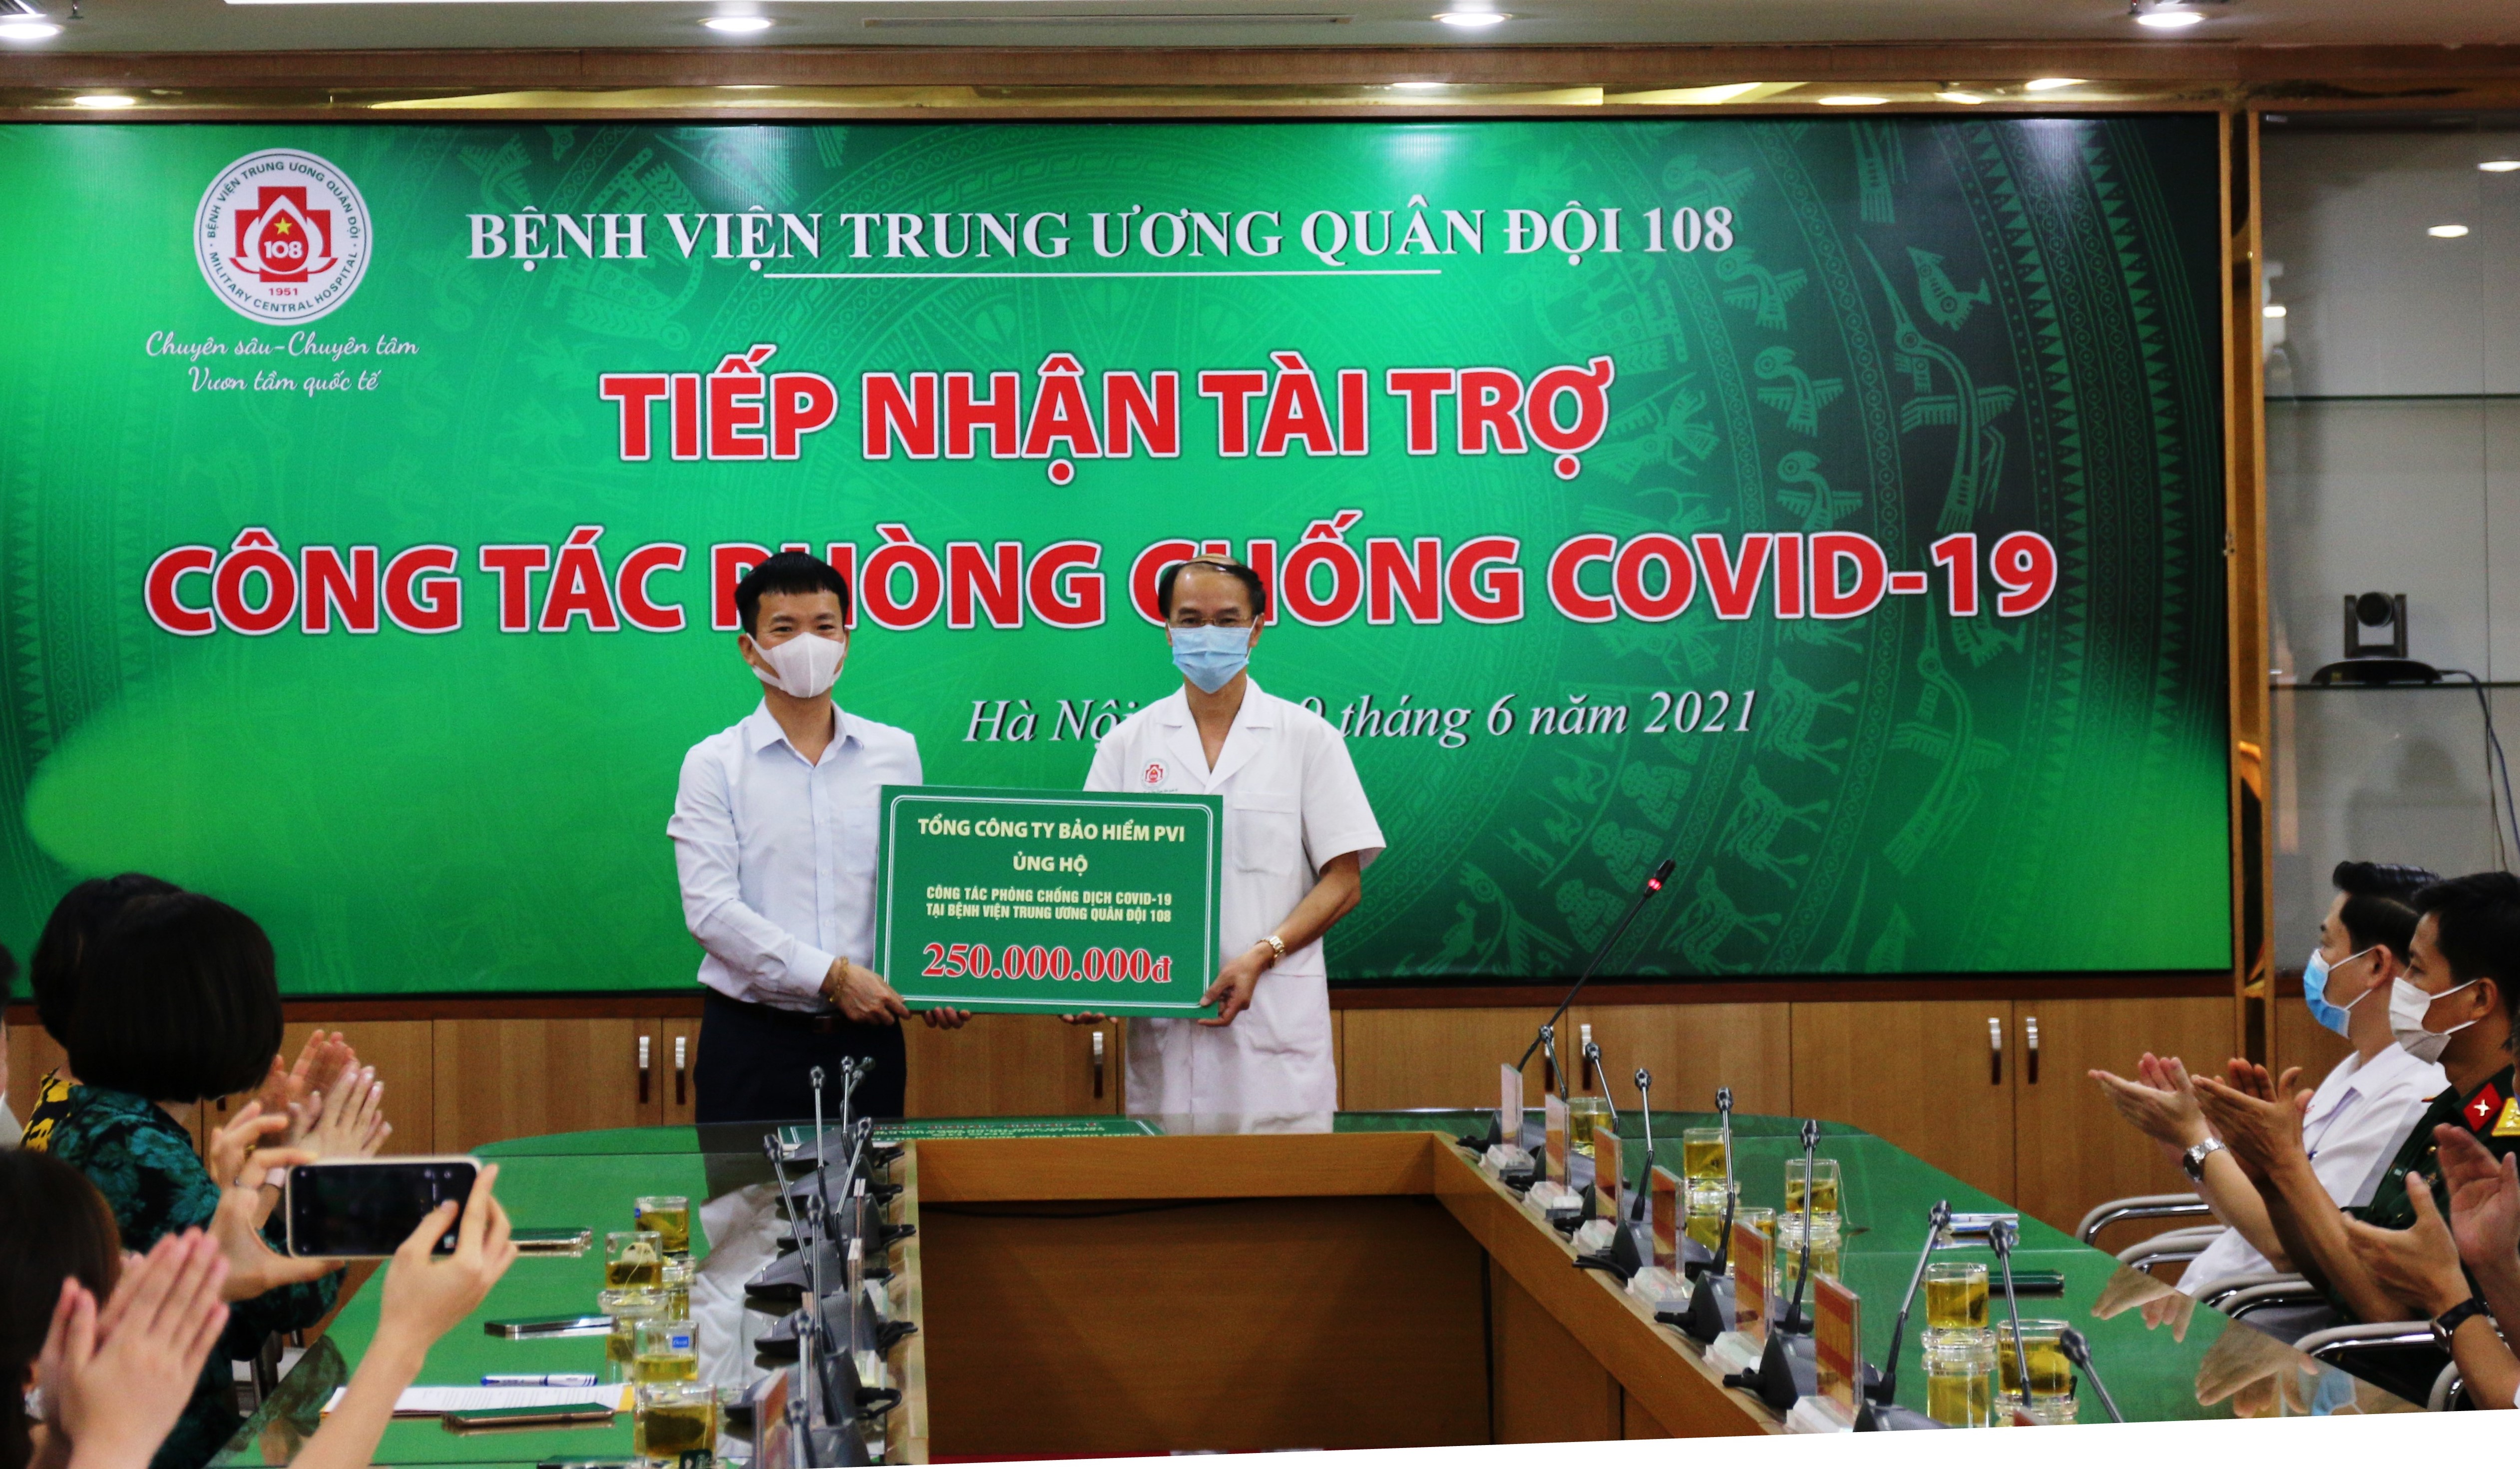 BỆNH VIỆN TRUNG ƯƠNG QUÂN ĐỘI
108
1951
MILITARY CENTRAL HOSPITAL
Chuyên sâu-Chuyên tâm
Vươn tầm quốc tế
BỆNH VIỆN TRUNG ƯƠNG QUÂN ĐỘI 108
TIẾP NHẬN TÀI TRỢ
CÔNG TÁC PHÒNG CHỐNG COVID-19
Hà Nội 9 tháng 6 năm 2021
TỔNG CÔNG TY BẢO HIỂM PVI
ỦNG HỘ
CÔNG TÁC PHÒNG CHỐNG DỊCH COVID-19
TẠI BỆNH VIỆN TRUNG ƯƠNG QUÂN ĐỘI 108
250.000.000đ